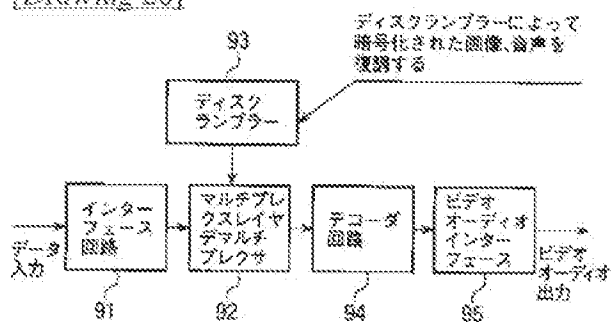 [Drawing 20]
ディスクランブラーによって
暗号化された画像、音声を
復調する
93
ディスク
ランブラー
データ
入力
インター
フェース
回路
91
マルチプレ
クスレイヤ
デマルチ
プレクサ
92
デコーダ
回路
94
ビデオ
オーディオ
インター
フェース
95
ビデオ
オーディオ
出力